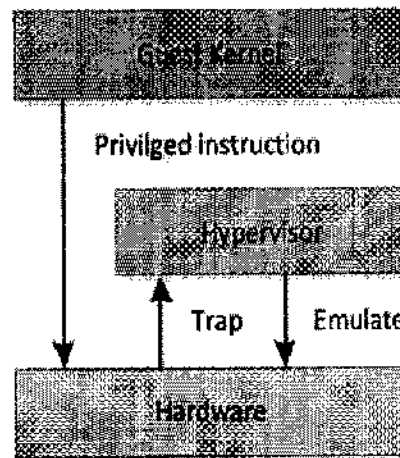 Guest Kernel
Privilged instruction
Hypervisor
Trap Emulate
Hardware